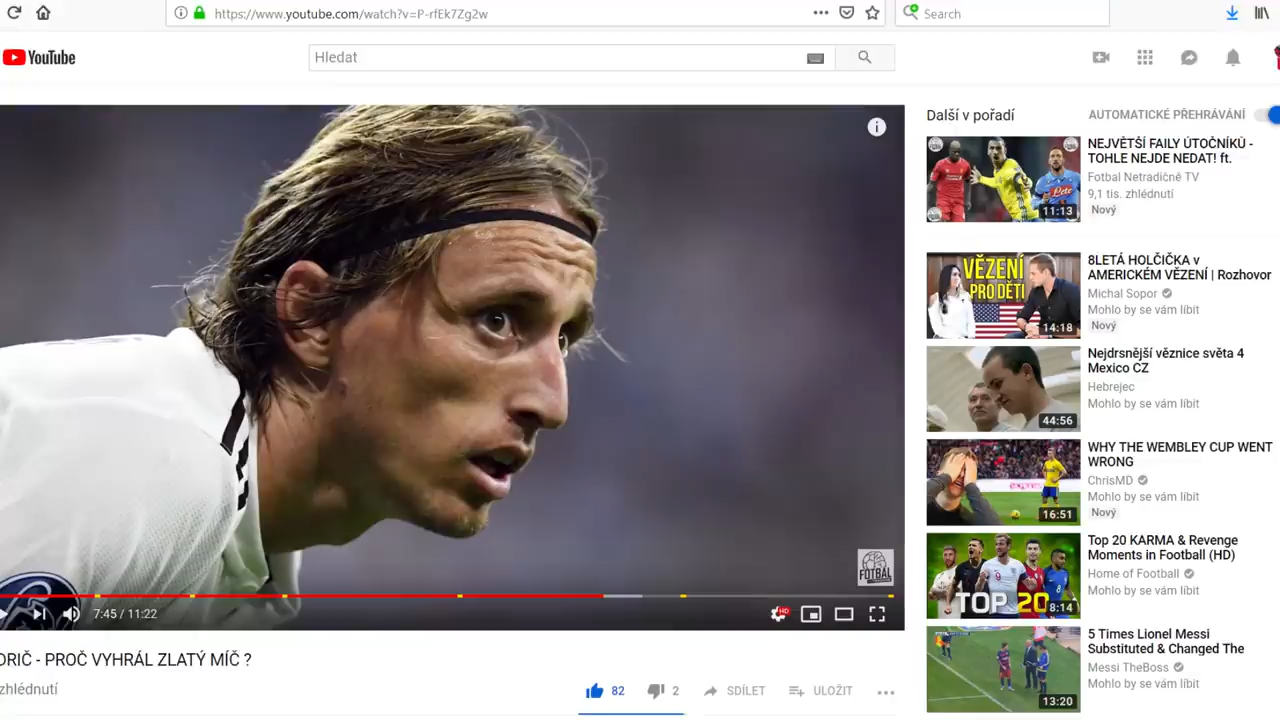 https://www.youtube.com/watch?v=P-rfEk7Zg2w
Search
YouTube
Hledat
FOTBAL
7:45 / 11:22
HD
DRIČ - PROČ VYHRÁL ZLATÝ MÍČ ?
zhlédnutí
82
2
SDÍLET
ULOŽIT
Další v pořadí
AUTOMATICKÉ PŘEHRÁVÁNÍ
11:13
NEJVĚTŠÍ FAILY ÚTOČNÍKŮ -
TOHLE NEJDE NEDAT! ft.
Fotbal Netradičně TV
9,1 tis. zhlédnutí
Nový
VĚZENÍ
PRO DĚTI
14:18
8LETÁ HOLČIČKA v
AMERICKÉM VĚZENÍ | Rozhovor
Michal Sopor
Mohlo by se vám líbit
Nový
44:56
Nejdrsnější věznice světa 4
Mexico CZ
Hebrejec
Mohlo by se vám líbit
16:51
WHY THE WEMBLEY CUP WENT
WRONG
ChrisMD
Mohlo by se vám líbit
Nový
TOP 20
8:14
Top 20 KARMA & Revenge
Moments in Football (HD)
Home of Football
Mohlo by se vám líbit
13:20
5 Times Lionel Messi
Substituted & Changed The
Messi TheBoss
Mohlo by se vám líbit